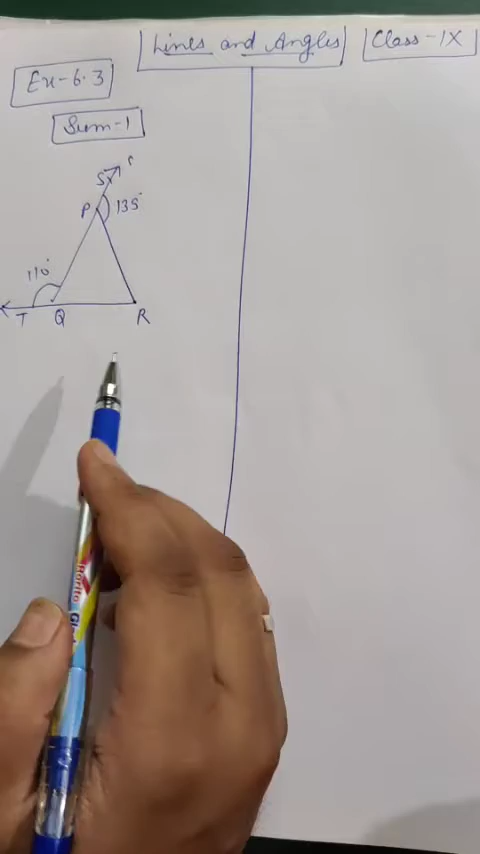 Lines and Angles Class-IX
Ex-6.3
Sum-1
S
P 135°
110°
T Q R